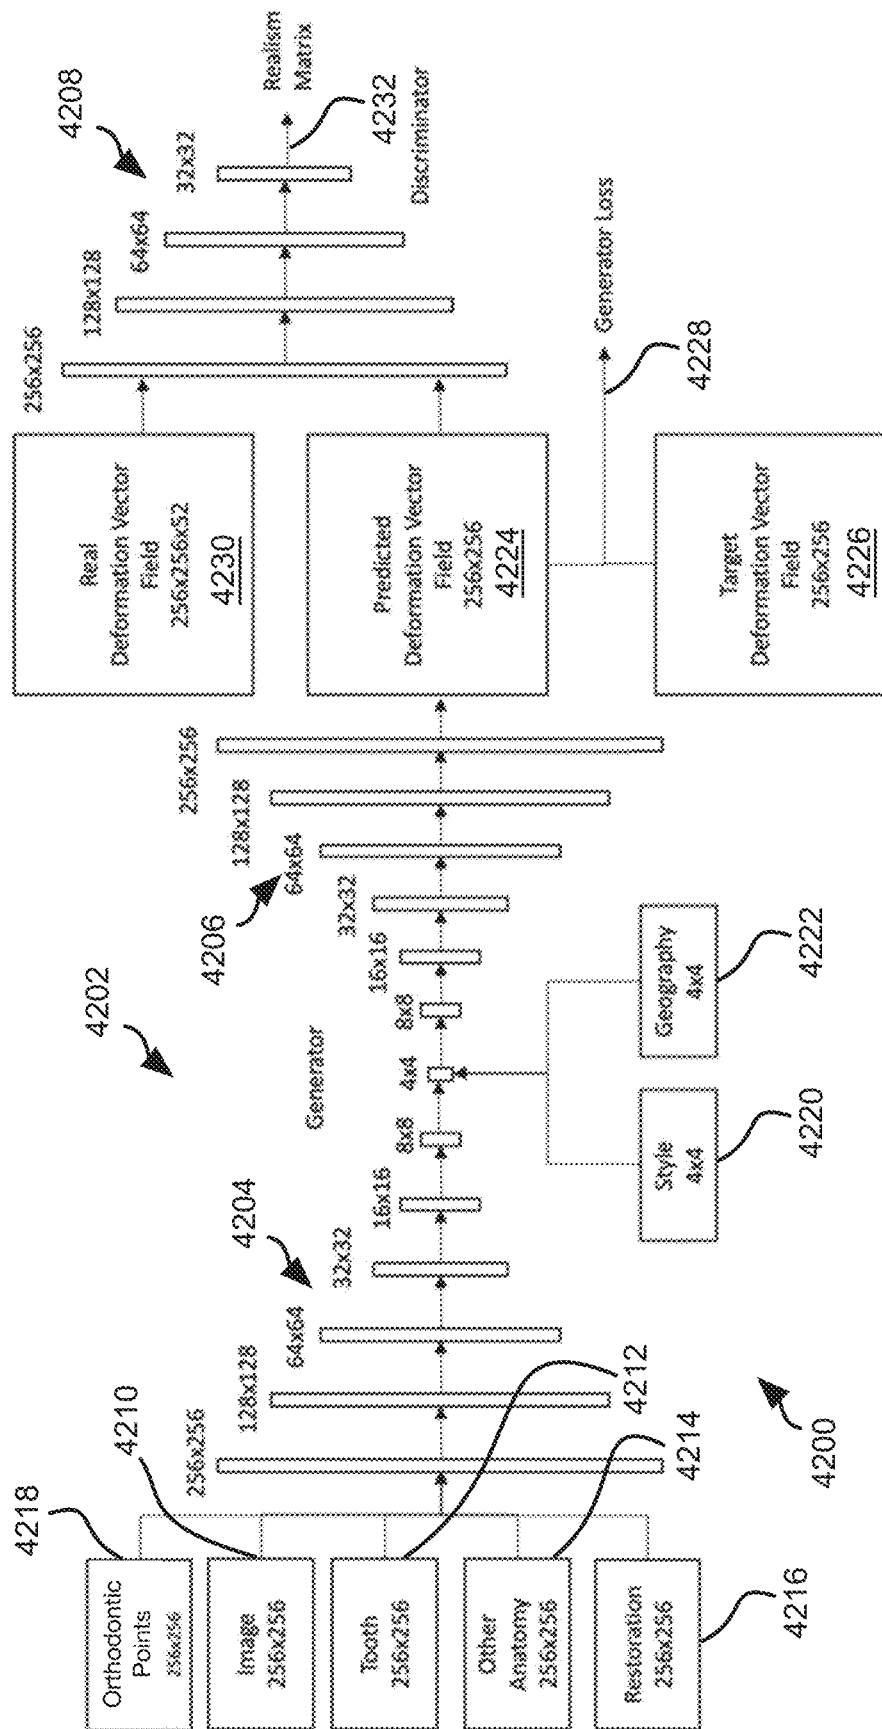 4218
Orthodontic
Points
256x256
4210
Image
256x256
Tooth
256x256
4212
Other
Anatomy
256x256
4214
Restoration
256x256
4216
4200
256x256
128x128
64x64
32x32
4204
16x16
8x8
4x4
8x8
16x16
32x32
64x64
4206
128x128
256x256
Generator
4202
Style
4x4
4220
Geography
4x4
4222
Real
Deformation Vector
Field
256x256x52
4230
Predicted
Deformation Vector
Field
256x256
4224
Target
Deformation Vector
Field
256x256
4226
Generator Loss
4228
256x256
128x128
64x64
32x32
4208
Realism
Matrix
4232
Discriminator